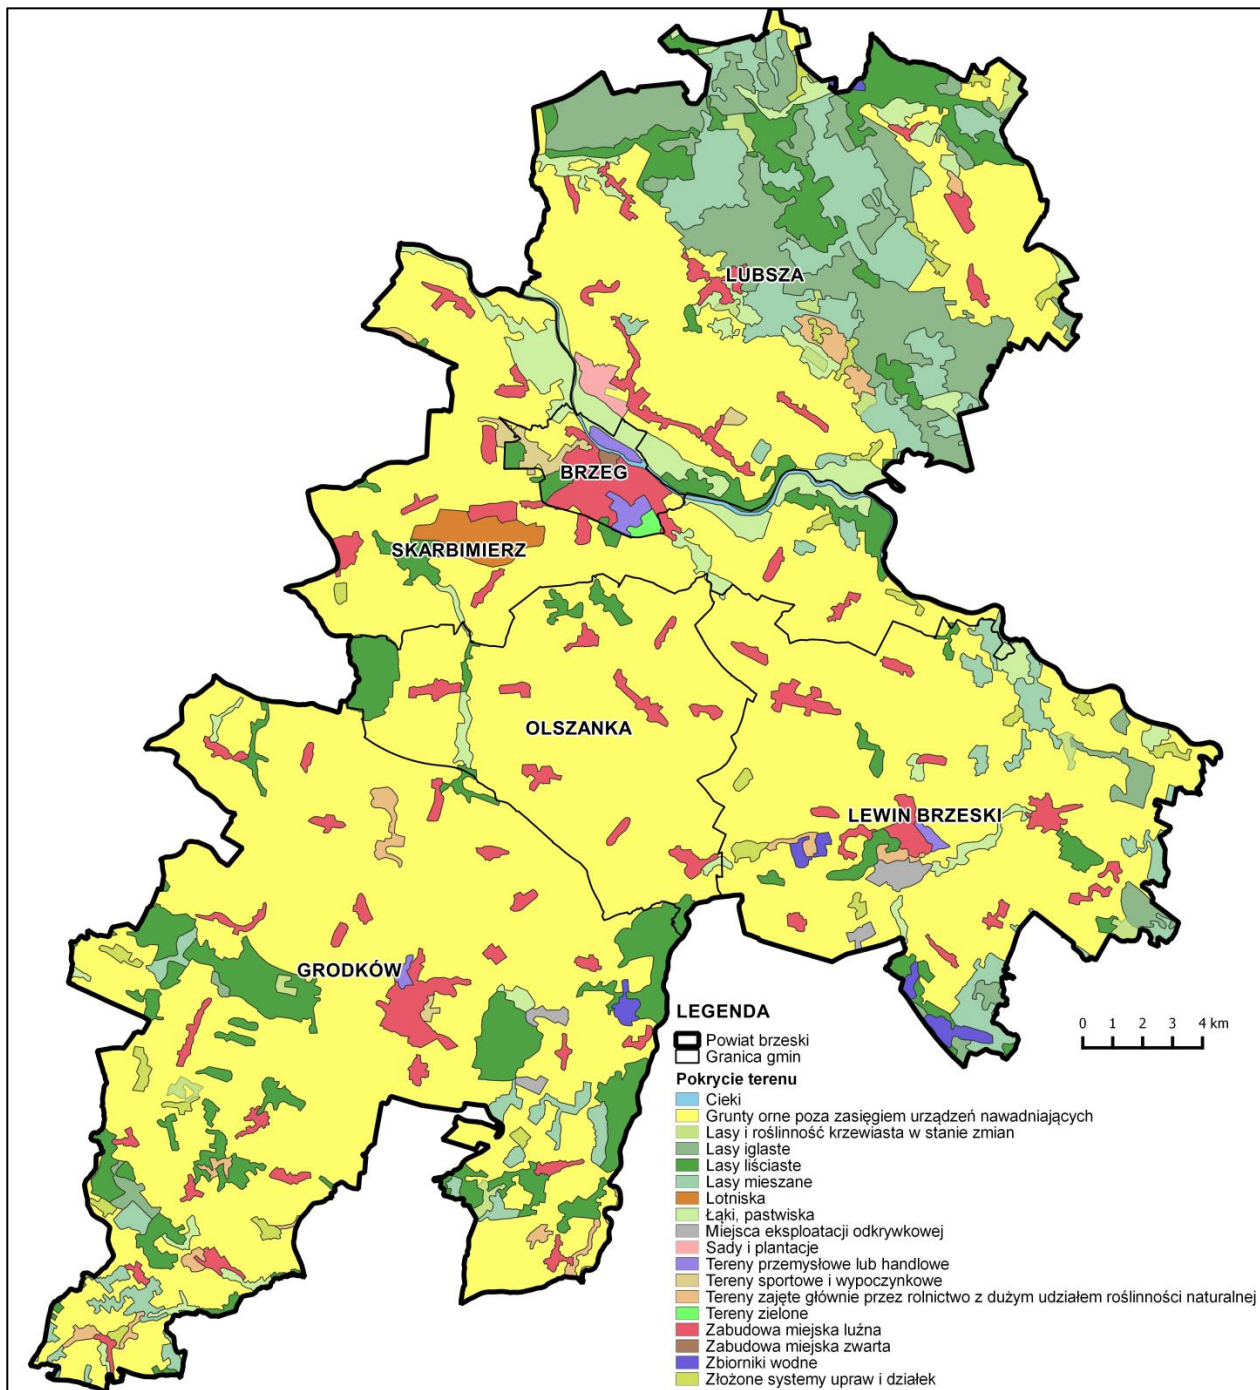 LUBSZA
BRZEG
SKARBIMIERZ
OLSZANKA
LEWIN BRZESKI
GRODKÓW
LEGENDA
Powiat brzeski
Granica gmin
Pokrycie terenu
Cieki
Grunty orne poza zasięgiem urządzeń nawadniających
Lasy i roślinność krzewiasta w stanie zmian
Lasy iglaste
Lasy liściaste
Lasy mieszane
Lotniska
Łąki, pastwiska
Miejsca eksploatacji odkrywkowej
Sady i plantacje
Tereny przemysłowe lub handlowe
Tereny sportowe i wypoczynkowe
Tereny zajęte głównie przez rolnictwo z dużym udziałem roślinności naturalnej
Tereny zielone
Zabudowa miejska luźna
Zabudowa miejska zwarta
Zbiorniki wodne
Złożone systemy upraw i działek
0 1 2 3 4 km